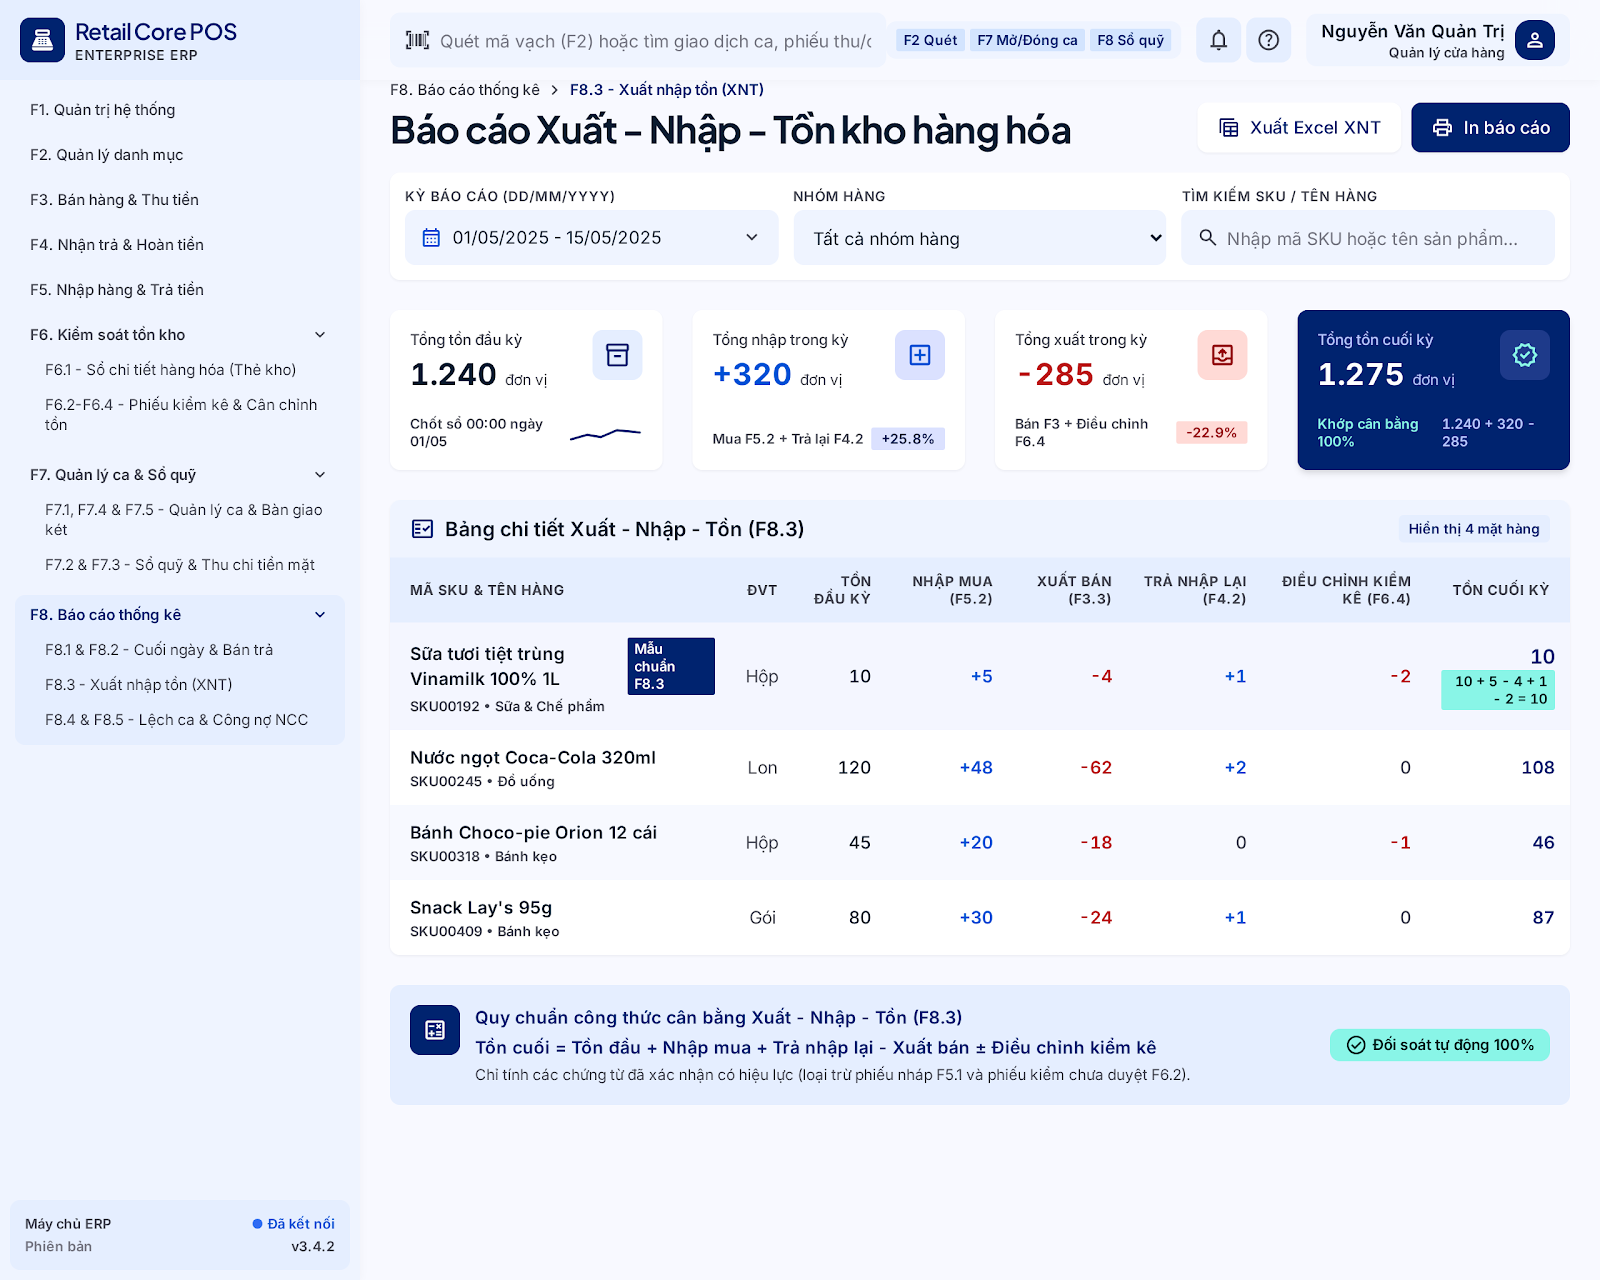 RetailCore POS
ENTERPRISE ERP
F1. Quản trị hệ thống
F2. Quản lý danh mục
F3. Bán hàng & Thu tiền
F4. Nhận trả & Hoàn tiền
F5. Nhập hàng & Trả tiền
F6. Kiểm soát tồn kho
F6.1 - Sổ chi tiết hàng hóa (Thẻ kho)
F6.2-F6.4 - Phiếu kiểm kê & Cân chỉnh
tồn
F7. Quản lý ca & Sổ quỹ
F7.1, F7.4 & F7.5 - Quản lý ca & Bàn giao
két
F7.2 & F7.3 - Sổ quỹ & Thu chi tiền mặt
F8. Báo cáo thống kê
F8.1 & F8.2 - Cuối ngày & Bán trả
F8.3 - Xuất nhập tồn (XNT)
F8.4 & F8.5 - Lệch ca & Công nợ NCC
Máy chủ ERP
Đã kết nối
Phiên bản
v3.4.2
Quét mã vạch (F2) hoặc tìm giao dịch ca, phiếu thu/c
F2 Quét
F7 Mở/Đóng ca
F8 Sổ quỹ
Nguyễn Văn Quản Trị
Quản lý cửa hàng
F8. Báo cáo thống kê
F8.3 - Xuất nhập tồn (XNT)
Báo cáo Xuất – Nhập – Tồn kho hàng hóa
Xuất Excel XNT
In báo cáo
KỲ BÁO CÁO (DD/MM/YYYY)
01/05/2025 - 15/05/2025
NHÓM HÀNG
Tất cả nhóm hàng
TÌM KIẾM SKU / TÊN HÀNG
Nhập mã SKU hoặc tên sản phẩm...
Tổng tồn đầu kỳ
1.240 đơn vị
Chốt sổ 00:00 ngày
01/05
Tổng nhập trong kỳ
+320 đơn vị
Mua F5.2 + Trả lại F4.2
+25.8%
Tổng xuất trong kỳ
-285 đơn vị
Bán F3 + Điều chỉnh
F6.4
-22.9%
Tổng tồn cuối kỳ
1.275 đơn vị
Khớp cân bằng
100%
1.240 + 320 -
285
Bảng chi tiết Xuất - Nhập - Tồn (F8.3)
Hiển thị 4 mặt hàng
MÃ SKU & TÊN HÀNG
ĐVT
TỒN
ĐẦU KỲ
NHẬP MUA
(F5.2)
XUẤT BÁN
(F3.3)
TRẢ NHẬP LẠI
(F4.2)
ĐIỀU CHỈNH KIỂM
KÊ (F6.4)
TỒN CUỐI KỲ
Sữa tươi tiệt trùng
Vinamilk 100% 1L
SKU00192 • Sữa & Chế phẩm
Mẫu
chuẩn
F8.3
Hộp
10
+5
-4
+1
-2
10
10 + 5 - 4 + 1
- 2 = 10
Nước ngọt Coca-Cola 320ml
SKU00245 • Đồ uống
Lon
120
+48
-62
+2
0
108
Bánh Choco-pie Orion 12 cái
SKU00318 • Bánh kẹo
Hộp
45
+20
-18
0
-1
46
Snack Lay's 95g
SKU00409 • Bánh kẹo
Gói
80
+30
-24
+1
0
87
Quy chuẩn công thức cân bằng Xuất - Nhập - Tồn (F8.3)
Tồn cuối = Tồn đầu + Nhập mua + Trả nhập lại - Xuất bán ± Điều chỉnh kiểm kê
Chỉ tính các chứng từ đã xác nhận có hiệu lực (loại trừ phiếu nháp F5.1 và phiếu kiểm chưa duyệt F6.2).
Đối soát tự động 100%